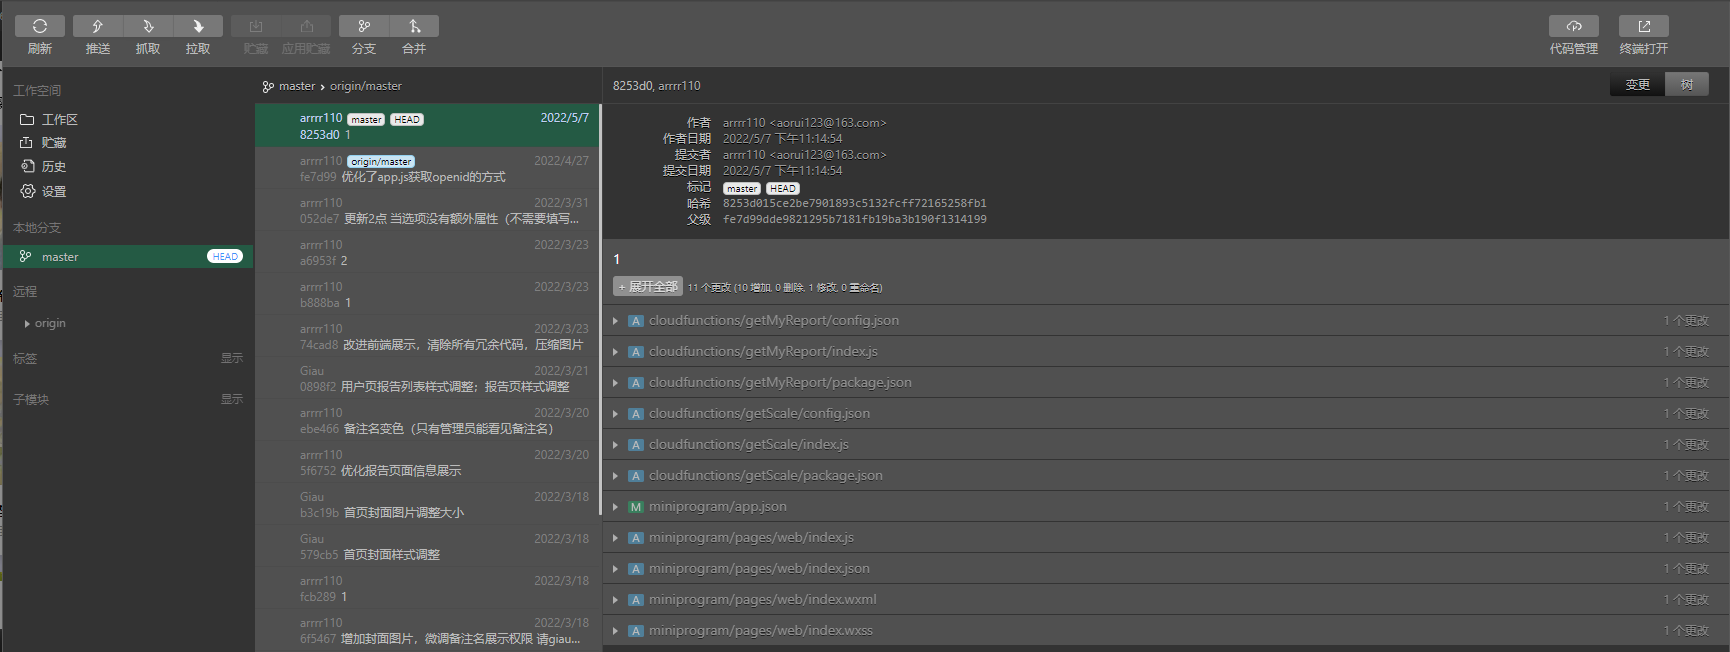 刷新 推送 抓取 拉取 贮藏 应用贮藏 分支 合并 代码管理 终端打开
工作空间
工作区
贮藏
历史
设置
本地分支
master HEAD
远程
origin
标签 显示
子模块 显示
master › origin/master
arrrr110 master HEAD 2022/5/7
8253d0 1
arrrr110 origin/master 2022/4/27
fe7d99 优化了app.js获取openid的方式
arrrr110 2022/3/31
052de7 更新2点 当选项没有额外属性（不需要填写...
arrrr110 2022/3/23
a6953f 2
arrrr110 2022/3/23
b888ba 1
arrrr110 2022/3/23
74cad8 改进前端展示，清除所有冗余代码，压缩图片
Giau 2022/3/21
0898f2 用户页报告列表样式调整；报告页样式调整
arrrr110 2022/3/20
ebe466 备注名变色（只有管理员能看见备注名）
arrrr110 2022/3/20
5f6752 优化报告页面信息展示
Giau 2022/3/18
b3c19b 首页封面图片调整大小
Giau 2022/3/18
579cb5 首页封面样式调整
arrrr110 2022/3/18
fcb289 1
arrrr110 2022/3/18
6f5467 增加封面图片，微调备注名展示权限 请giau...
8253d0, arrrr110 变更 树
作者 arrrr110 <aorui123@163.com>
作者日期 2022/5/7 下午11:14:54
提交者 arrrr110 <aorui123@163.com>
提交日期 2022/5/7 下午11:14:54
标记 master HEAD
哈希 8253d015ce2be7901893c5132fcff72165258fb1
父级 fe7d99dde9821295b7181fb19ba3b190f1314199
1
+ 展开全部 11 个更改 (10 增加, 0 删除, 1 修改, 0 重命名)
A cloudfunctions/getMyReport/config.json 1 个更改
A cloudfunctions/getMyReport/index.js 1 个更改
A cloudfunctions/getMyReport/package.json 1 个更改
A cloudfunctions/getScale/config.json 1 个更改
A cloudfunctions/getScale/index.js 1 个更改
A cloudfunctions/getScale/package.json 1 个更改
M miniprogram/app.json 1 个更改
A miniprogram/pages/web/index.js 1 个更改
A miniprogram/pages/web/index.json 1 个更改
A miniprogram/pages/web/index.wxml 1 个更改
A miniprogram/pages/web/index.wxss 1 个更改